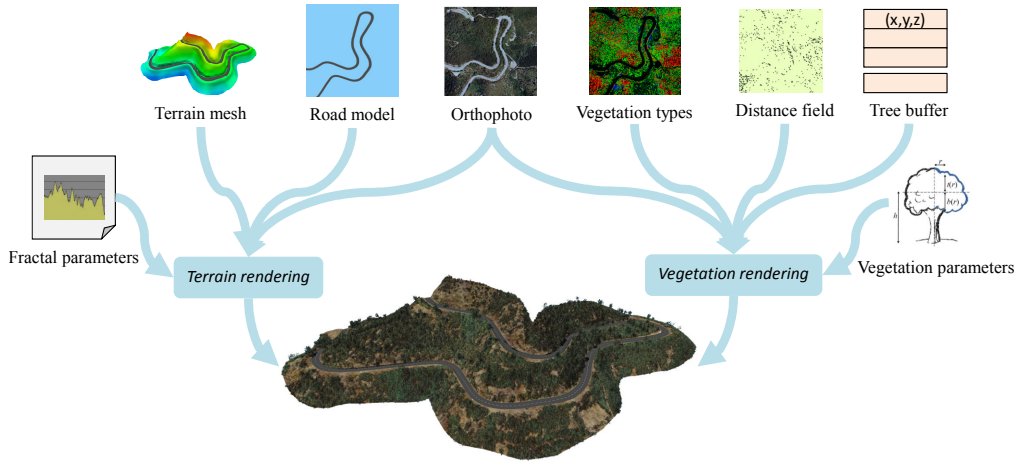 (x,y,z)
Terrain mesh
Road model
Orthophoto
Vegetation types
Distance field
Tree buffer
r
t(r)
b(r)
h
Fractal parameters
Terrain rendering
Vegetation rendering
Vegetation parameters